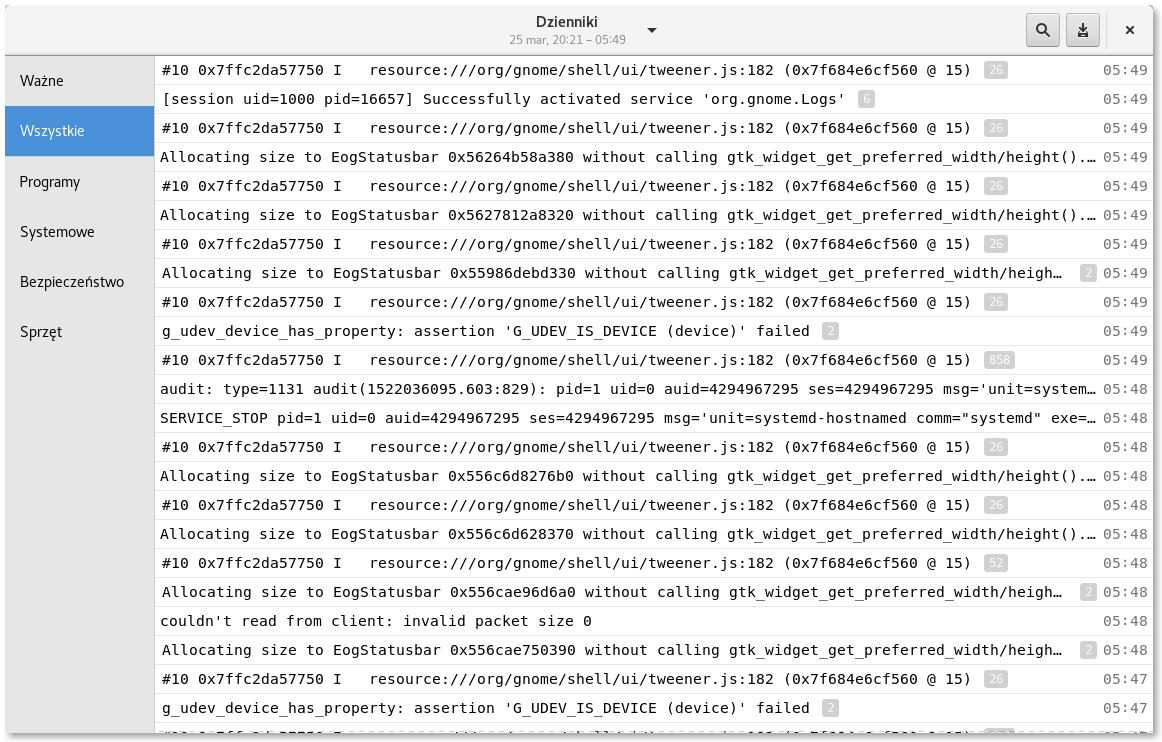 Dzienniki
25 mar, 20:21 – 05:49
Ważne
Wszystkie
Programy
Systemowe
Bezpieczeństwo
Sprzęt
#10 0x7ffc2da57750 I   resource:///org/gnome/shell/ui/tweener.js:182 (0x7f684e6cf560 @ 15) 26 05:49
[session uid=1000 pid=16657] Successfully activated service 'org.gnome.Logs' 6 05:49
#10 0x7ffc2da57750 I   resource:///org/gnome/shell/ui/tweener.js:182 (0x7f684e6cf560 @ 15) 26 05:49
Allocating size to EogStatusbar 0x56264b58a380 without calling gtk_widget_get_preferred_width/height().… 05:49
#10 0x7ffc2da57750 I   resource:///org/gnome/shell/ui/tweener.js:182 (0x7f684e6cf560 @ 15) 26 05:49
Allocating size to EogStatusbar 0x5627812a8320 without calling gtk_widget_get_preferred_width/height().… 05:49
#10 0x7ffc2da57750 I   resource:///org/gnome/shell/ui/tweener.js:182 (0x7f684e6cf560 @ 15) 26 05:49
Allocating size to EogStatusbar 0x55986debd330 without calling gtk_widget_get_preferred_width/heigh… 2 05:49
#10 0x7ffc2da57750 I   resource:///org/gnome/shell/ui/tweener.js:182 (0x7f684e6cf560 @ 15) 26 05:49
g_udev_device_has_property: assertion 'G_UDEV_IS_DEVICE (device)' failed 2 05:49
#10 0x7ffc2da57750 I   resource:///org/gnome/shell/ui/tweener.js:182 (0x7f684e6cf560 @ 15) 858 05:49
audit: type=1131 audit(1522036095.603:829): pid=1 uid=0 auid=4294967295 ses=4294967295 msg='unit=system… 05:48
SERVICE_STOP pid=1 uid=0 auid=4294967295 ses=4294967295 msg='unit=systemd-hostnamed comm="systemd" exe=… 05:48
#10 0x7ffc2da57750 I   resource:///org/gnome/shell/ui/tweener.js:182 (0x7f684e6cf560 @ 15) 26 05:48
Allocating size to EogStatusbar 0x556c6d8276b0 without calling gtk_widget_get_preferred_width/height().… 05:48
#10 0x7ffc2da57750 I   resource:///org/gnome/shell/ui/tweener.js:182 (0x7f684e6cf560 @ 15) 26 05:48
Allocating size to EogStatusbar 0x556c6d628370 without calling gtk_widget_get_preferred_width/height().… 05:48
#10 0x7ffc2da57750 I   resource:///org/gnome/shell/ui/tweener.js:182 (0x7f684e6cf560 @ 15) 52 05:48
Allocating size to EogStatusbar 0x556cae96d6a0 without calling gtk_widget_get_preferred_width/heigh… 2 05:48
couldn't read from client: invalid packet size 0 05:48
Allocating size to EogStatusbar 0x556cae750390 without calling gtk_widget_get_preferred_width/heigh… 2 05:48
#10 0x7ffc2da57750 I   resource:///org/gnome/shell/ui/tweener.js:182 (0x7f684e6cf560 @ 15) 26 05:47
g_udev_device_has_property: assertion 'G_UDEV_IS_DEVICE (device)' failed 2 05:47